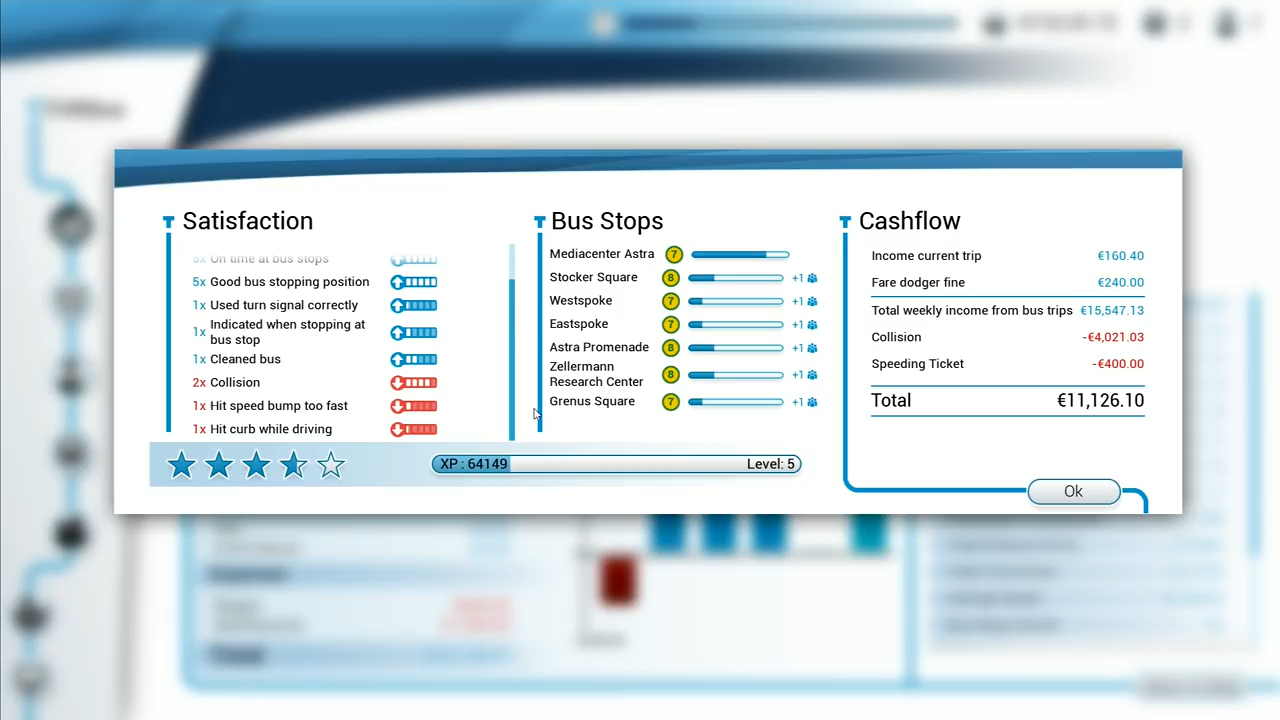 Satisfaction
5x On time at bus stops
5x Good bus stopping position
1x Used turn signal correctly
1x Indicated when stopping at
bus stop
1x Cleaned bus
2x Collision
1x Hit speed bump too fast
1x Hit curb while driving
XP : 64149 Level: 5
Bus Stops
Mediacenter Astra 7
Stocker Square 8 +1
Westspoke 7 +1
Eastspoke 7 +1
Astra Promenade 8 +1
Zellermann
Research Center 8 +1
Grenus Square 7 +1
Cashflow
Income current trip €160.40
Fare dodger fine €240.00
Total weekly income from bus trips €15,547.13
Collision -€4,021.03
Speeding Ticket -€400.00
Total €11,126.10
Ok